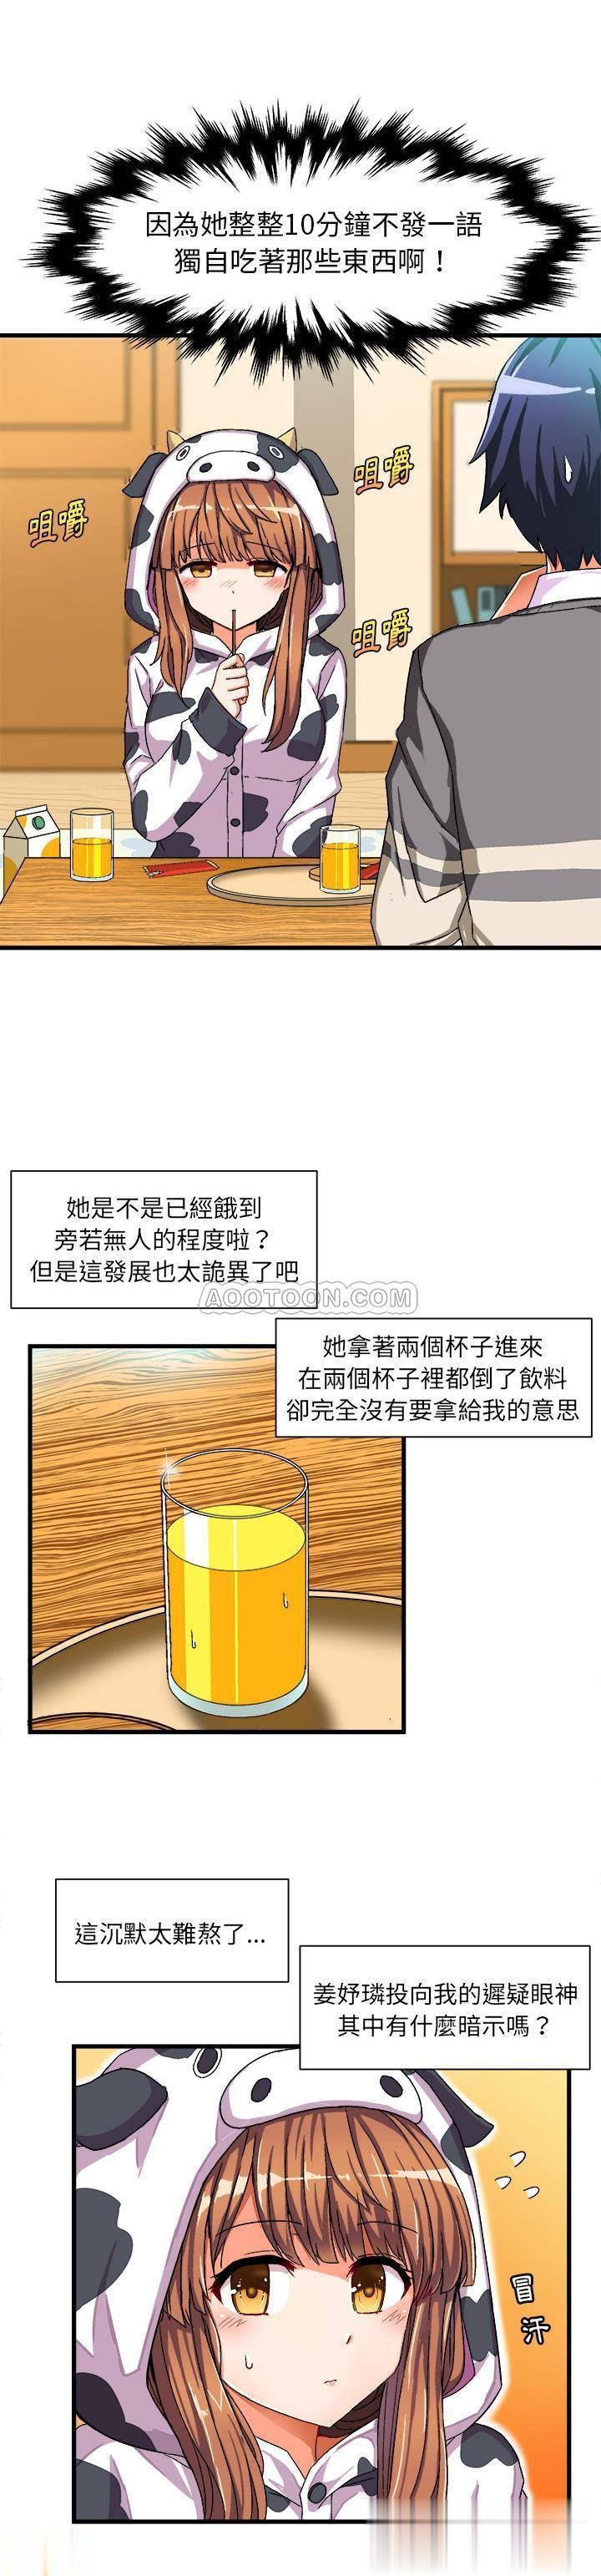 因為她整整10分鐘不發一語
獨自吃著那些東西啊！
咀嚼
咀嚼
咀嚼
她是不是已經餓到
旁若無人的程度啦？
但是這發展也太詭異了吧
AOOTOON.COM
她拿著兩個杯子進來
在兩個杯子裡都倒了飲料
卻完全沒有要拿給我的意思
這沉默太難熬了...
姜妤璘投向我的遲疑眼神
其中有什麼暗示嗎？
冒
汗